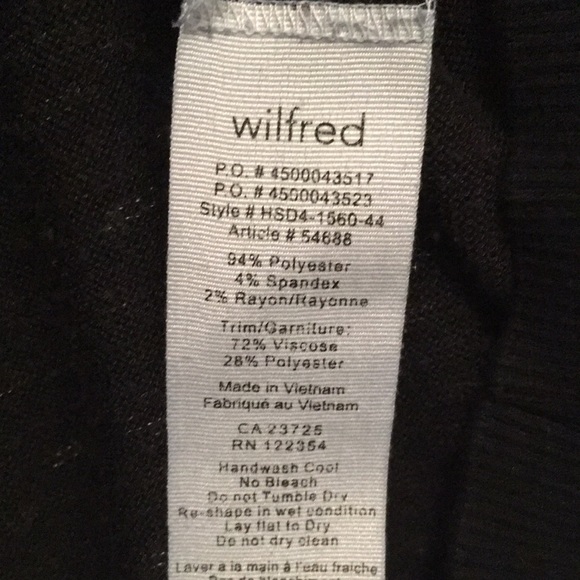 wilfred
P.O. # 4500043517
P.O. # 4500043523
Style # HSD4-1560-44
Article # 54688
94% Polyester
4% Spandex
2% Rayon/Rayonne
Trim/Garniture:
72% Viscose
28% Polyester
Made in Vietnam
Fabriqué au Vietnam
CA 23725
RN 122354
Handwash Cool
No Bleach
Do not Tumble Dry
Re-shape in wet condition
Lay flat to Dry
Do not dry clean
Laver a la main à l'eau fraiche